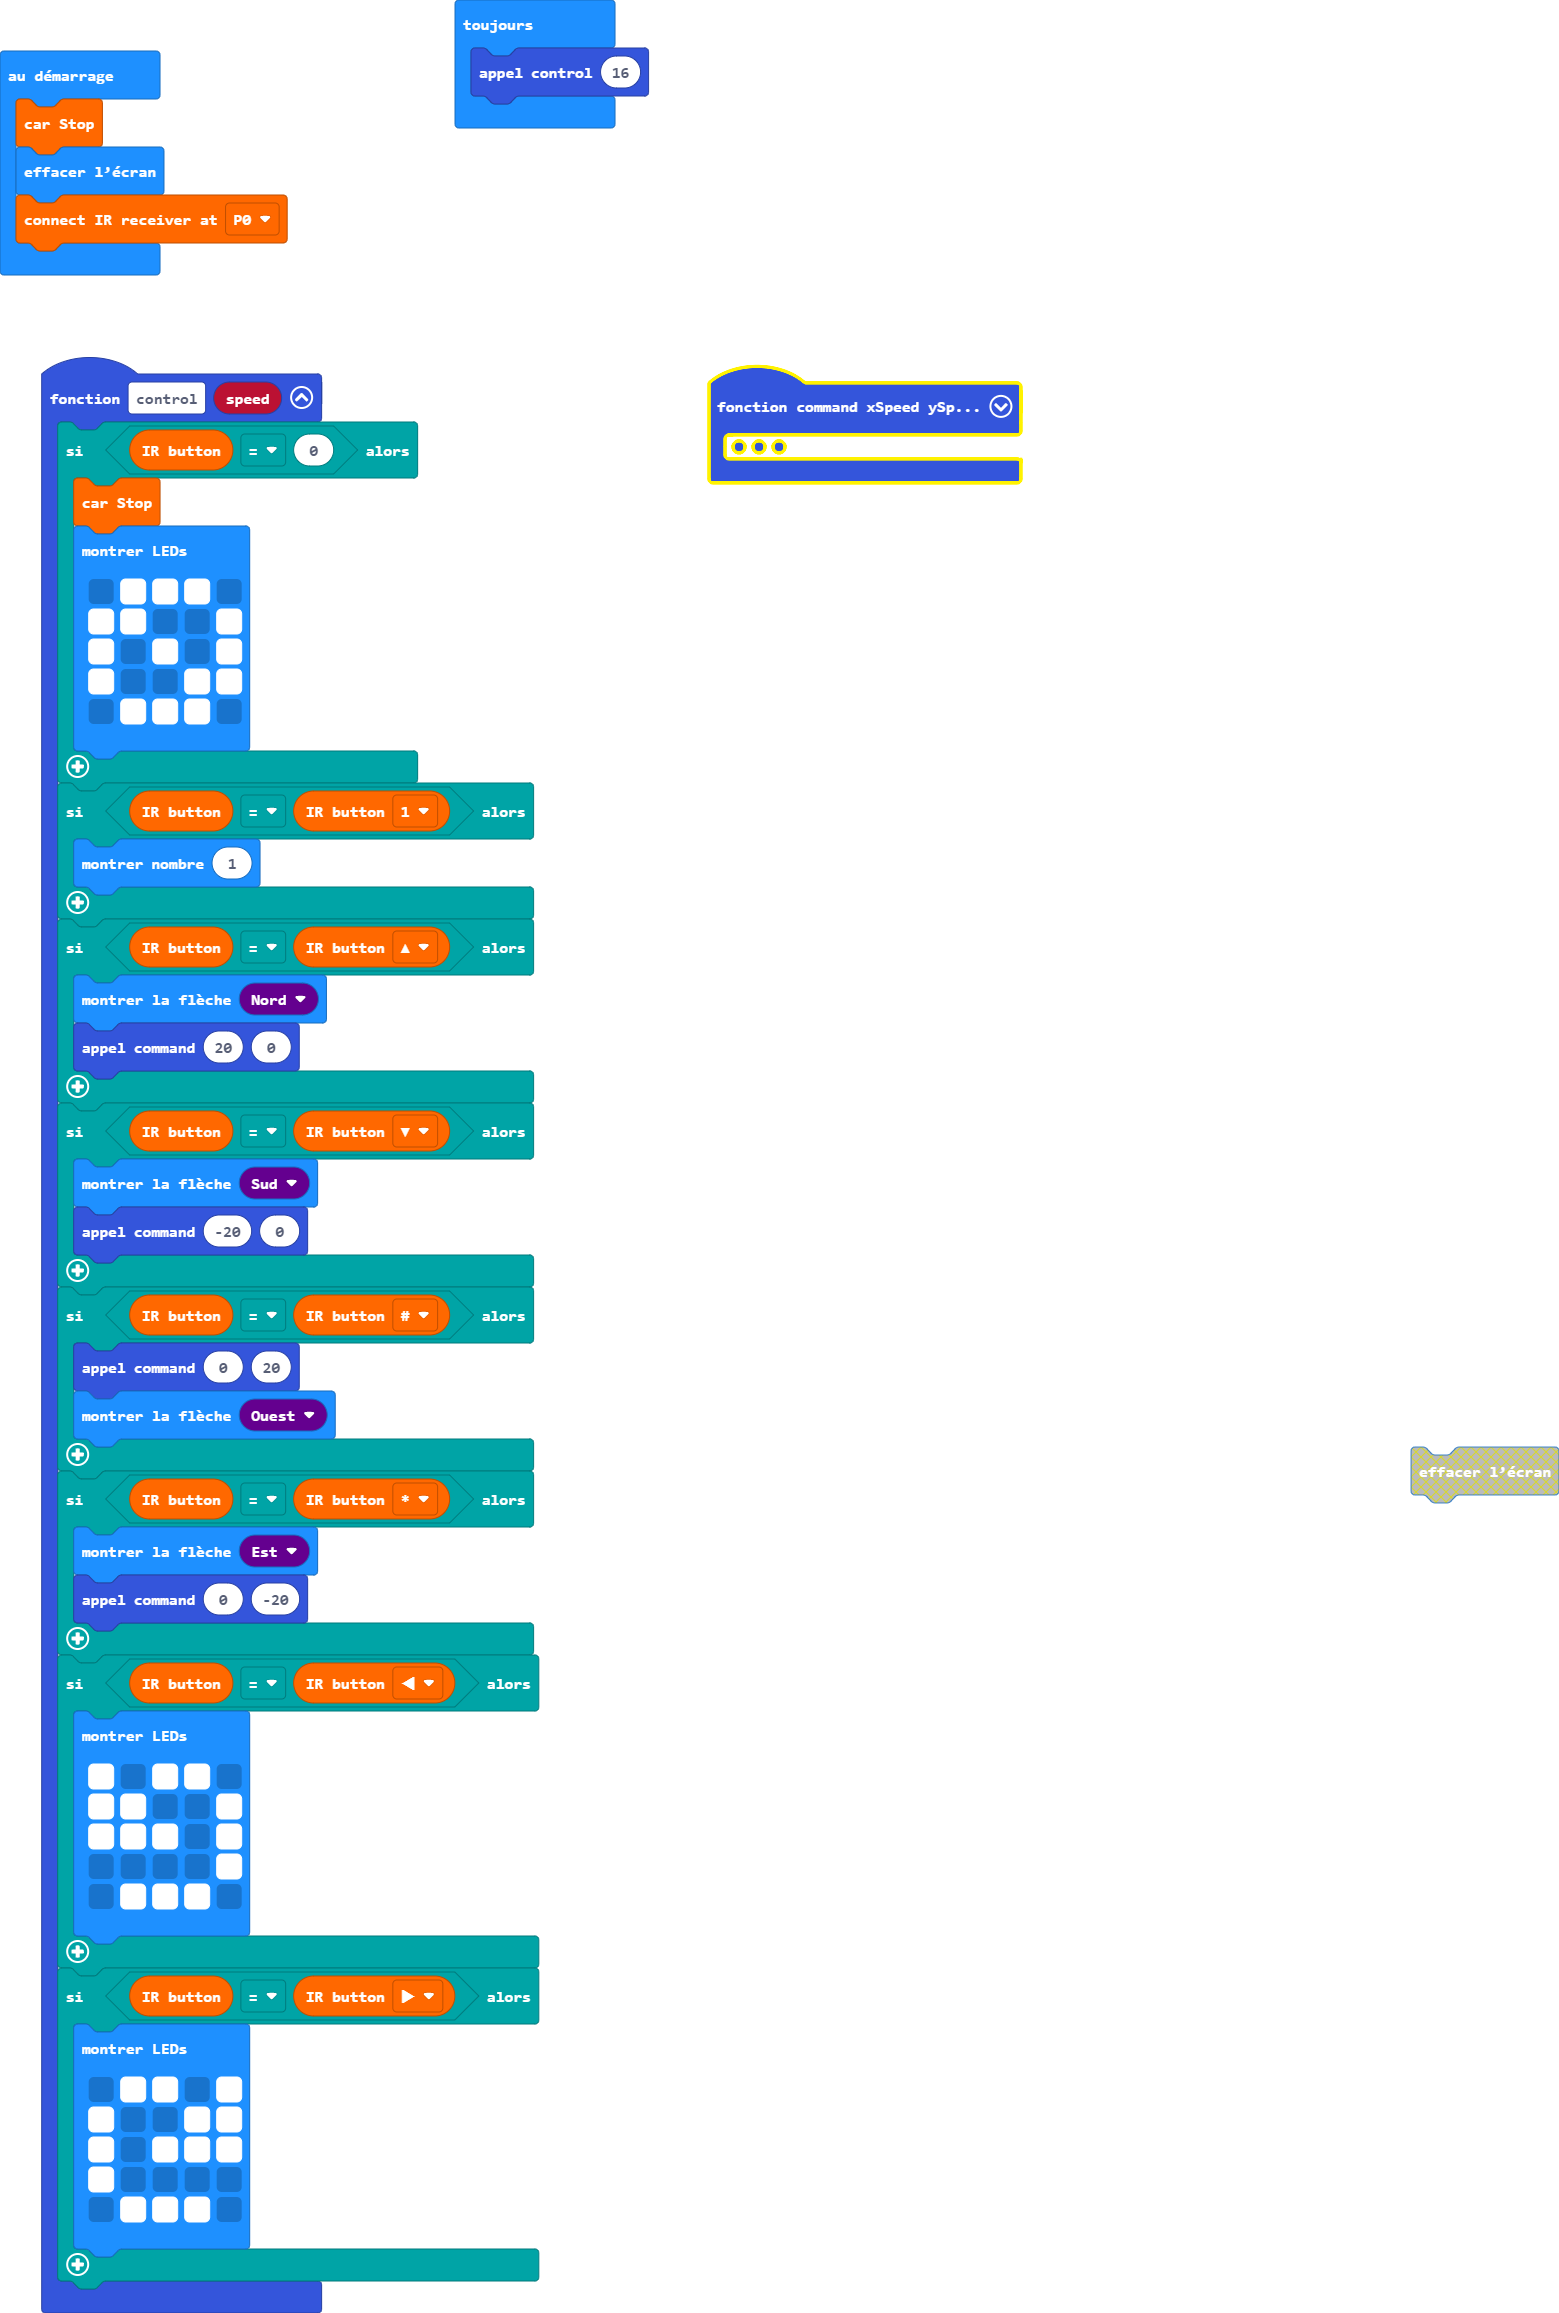 toujours
appel control 16
au démarrage
car Stop
effacer l’écran
connect IR receiver at P0
fonction control speed
si IR button = 0 alors
car Stop
montrer LEDs
si IR button = IR button 1 alors
montrer nombre 1
si IR button = IR button ▲ alors
montrer la flèche Nord
appel command 20 0
si IR button = IR button ▼ alors
montrer la flèche Sud
appel command -20 0
si IR button = IR button # alors
appel command 0 20
montrer la flèche Ouest
si IR button = IR button * alors
montrer la flèche Est
appel command 0 -20
si IR button = IR button ◀ alors
montrer LEDs
si IR button = IR button ▶ alors
montrer LEDs
fonction command xSpeed ySp...
effacer l’écran